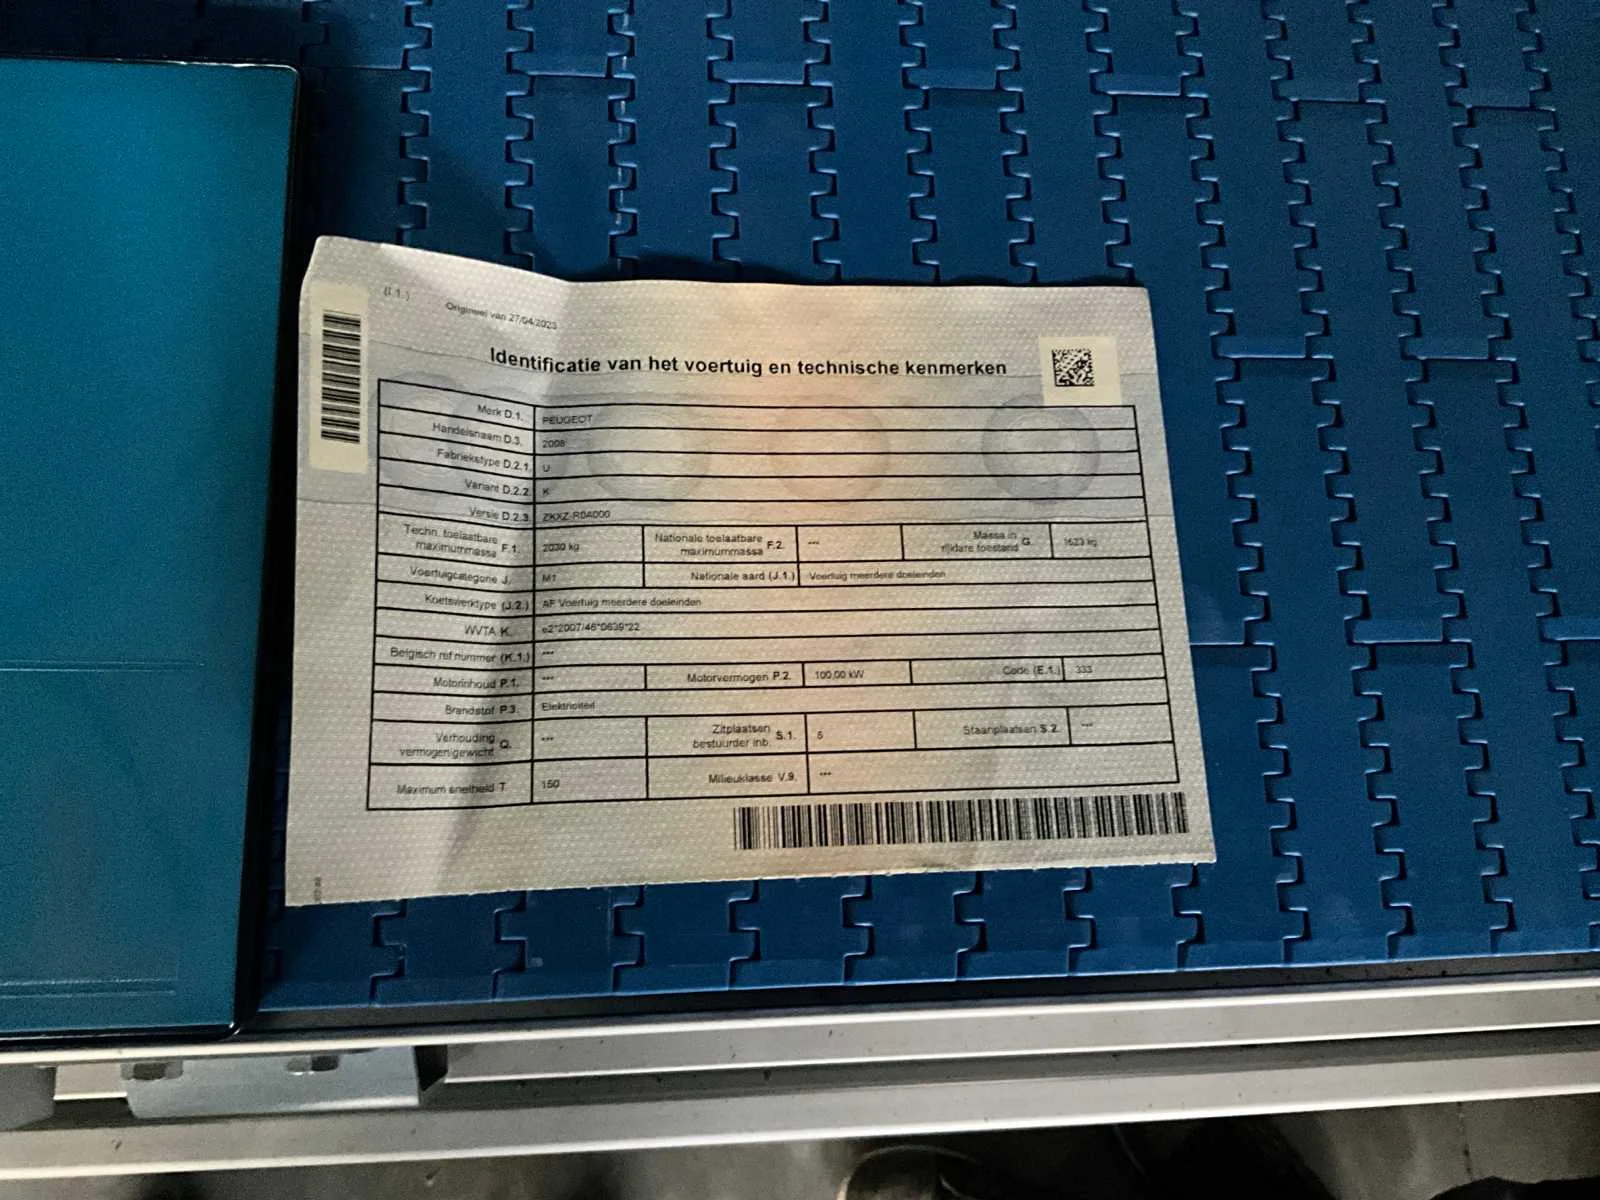 (I.1.) Origineel van 27/04/2023
Identificatie van het voertuig en technische kenmerken
Merk D.1. PEUGEOT
Handelsnaam D.3. 2008
Fabriekstype D.2.1. U
Variant D.2.2. K
Versie D.2.3. ZKXZ-R0A000
Techn. toelaatbare maximummassa F.1. 2030 kg Nationale toelaatbare maximummassa F.2. --- Massa in rijklare toestand G. 1623 kg
Voertuigcategorie J. M1 Nationale aard (J.1.) Voertuig meerdere doeleinden
Koetswerktype (J.2.) AF Voertuig meerdere doeleinden
WVTA K. e2*2007/46*0639*22
Belgisch ref nummer (K.1.) ---
Motorinhoud P.1. --- Motorvermogen P.2. 100,00 kW Code (E.1.) 333
Brandstof P.3. Elektriciteit
Verhouding vermogen/gewicht Q. --- Zitplaatsen bestuurder inb. S.1. 5 Staanplaatsen S.2. ---
Maximum snelheid T. 150 Milieuklasse V.9. ---